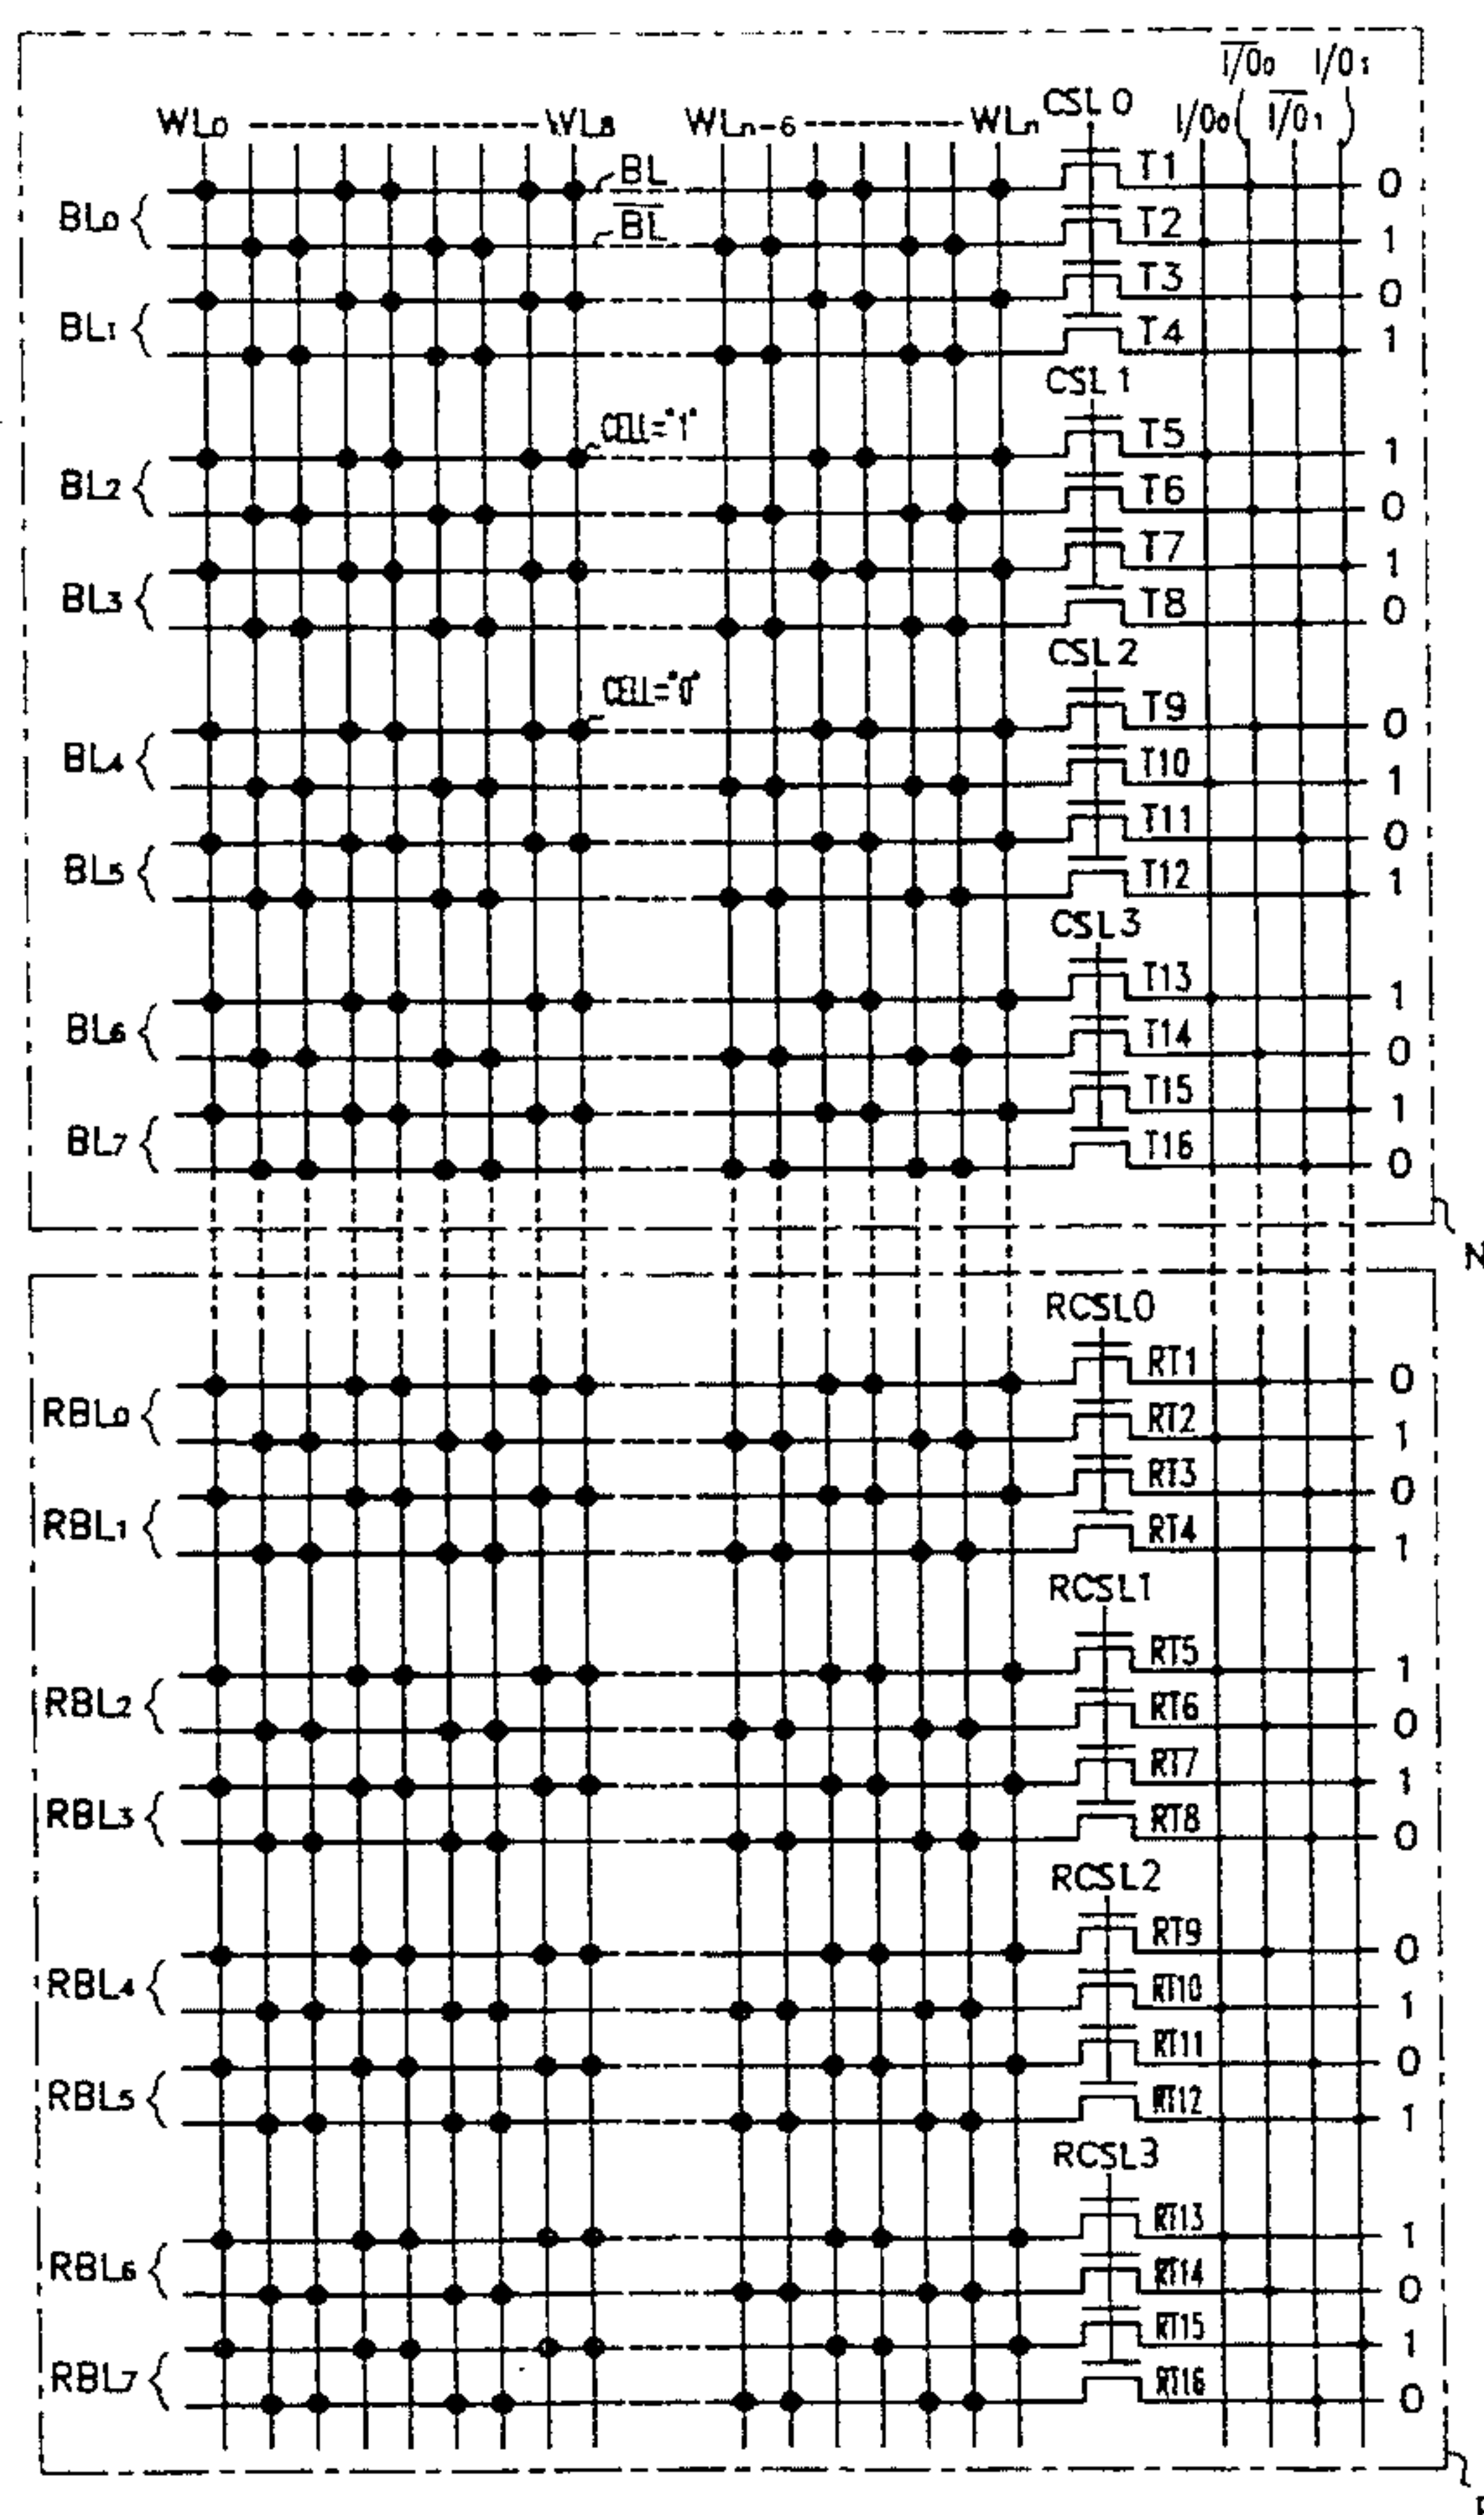 I/O₀ I/O₁
WL₀ WL₈ WLn-6 WLn CSL0 I/O₀ I/O₁
BL T1 0
BL₀
BL T2 1
T3 0
BL₁
T4 1
CSL1
CELL="1" T5 1
BL₂
T6 0
T7 1
BL₃
T8 0
CSL2
CELL="0" T9 0
BL₄
T10 1
T11 0
BL₅
T12 1
CSL3
T13 1
BL₆
T14 0
T15 1
BL₇
T16 0
N
RCSL0
RT1 0
RBL₀
RT2 1
RT3 0
RBL₁
RT4 1
RCSL1
RT5 1
RBL₂
RT6 0
RT7 1
RBL₃
RT8 0
RCSL2
RT9 0
RBL₄
RT10 1
RT11 0
RBL₅
RT12 1
RCSL3
RT13 1
RBL₆
RT14 0
RT15 1
RBL₇
RT16 0